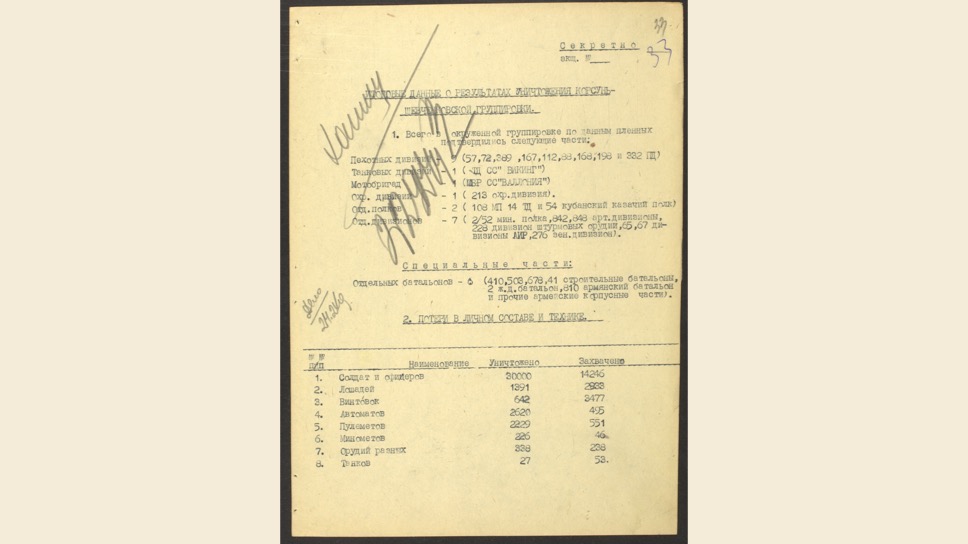 33
Секретно
экз. №
ИТОГОВЫЕ ДАННЫЕ О РЕЗУЛЬТАТАХ УНИЧТОЖЕНИЯ КОРСУНЬ-
ШЕВЧЕНКОВСКОЙ ГРУППИРОВКИ.
1. Всего в окруженной группировке по данным пленных
подтвердились следующие части:
Пехотных дивизий - 9 (57,72,389 ,167,112,88,168,198 и 332 ПД)
Танковых дивизий - 1 ( ТД СС" ВИКИНГ")
Мотобригад - 1 (МБР СС"ВАЛЛОНИЯ")
Охр. дивизий - 1 ( 213 охр.дивизия).
Отд.полков - 2 ( 108 МП 14 ТД и 54 кубанский казачий полк)
Отд.дивизионов - 7 ( 2/52 мин. полка,842,848 арт.дивизионы,
228 дивизион штурмовых орудий,65,67 ди-
визионы АИР,276 зен.дивизион).
Специальные части:
Отдельных батальонов - 6 (410,503,678,41 строительные батальоны,
2 ж.д.батальон,810 армянский батальон
и прочие армейские корпусные части).
Дело
2. ПОТЕРИ В ЛИЧНОМ СОСТАВЕ И ТЕХНИКЕ.
№ №
п/п Наименование Уничтожено Захвачено
1. Солдат и офицеров 30000 14246
2. Лошадей 1391 2933
3. Винтовок 642 3477
4. Автоматов 2620 495
5. Пулеметов 2229 551
6. Минометов 226 46.
7. Орудий разных 338 238
8. Танков 27 53.